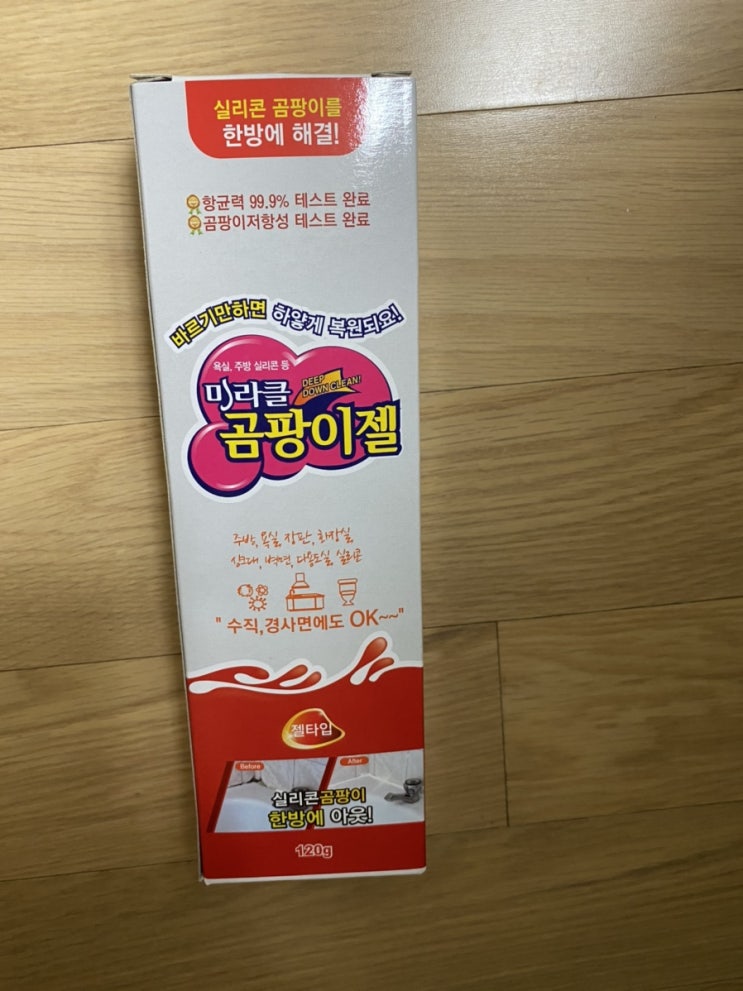 실리콘 곰팡이를
한방에 해결!
항균력 99.9% 테스트 완료
곰팡이저항성 테스트 완료
바르기만하면 하얗게 복원되요!
욕실, 주방 실리콘 등
미라클
DEEP
DOWN CLEAN!
곰팡이젤
주방, 욕실, 장판, 화장실,
싱크대, 벽면, 다용도실, 실리콘
" 수직,경사면에도 OK~~"
젤타입
Before
After
실리콘곰팡이
한방에 아웃!
120g